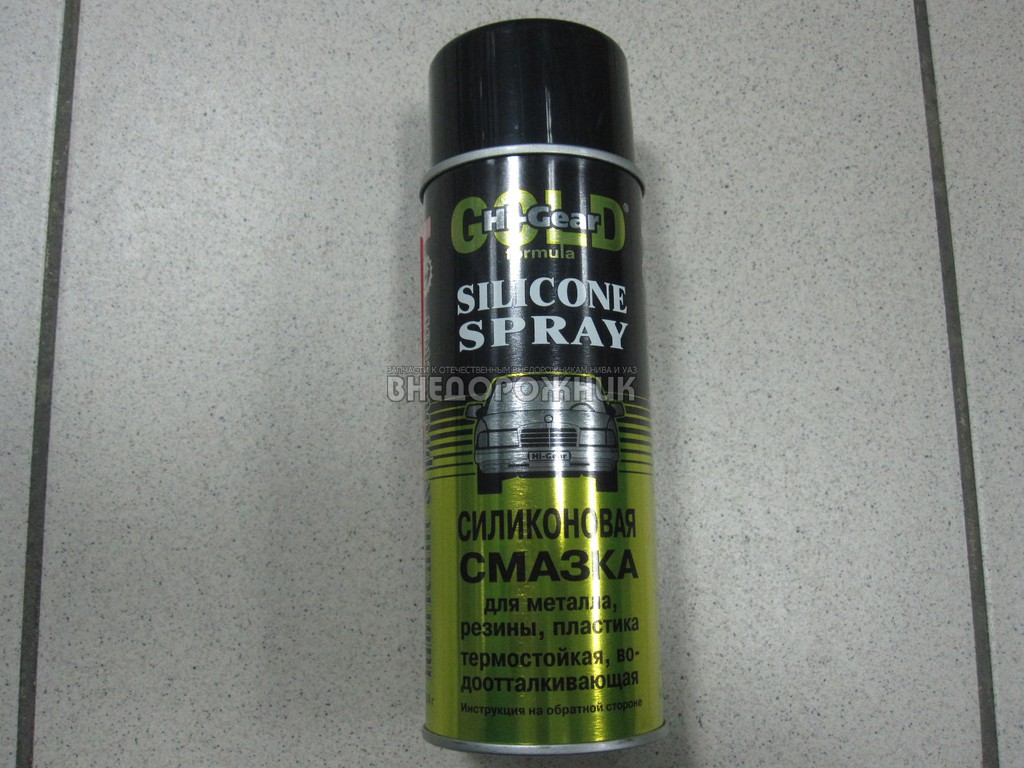 GOLD®
Hi-Gear
formula
SILICONE
SPRAY
ЗАПЧАСТИ К ОТЕЧЕСТВЕННЫМ ВНЕДОРОЖНИКАМ НИВА И УАЗ
ВНЕДОРОЖНИК
Hi-Gear
СИЛИКОНОВАЯ
СМАЗКА
для металла,
резины, пластика
термостойкая, во-
доотталкивающая
Инструкция на обратной стороне